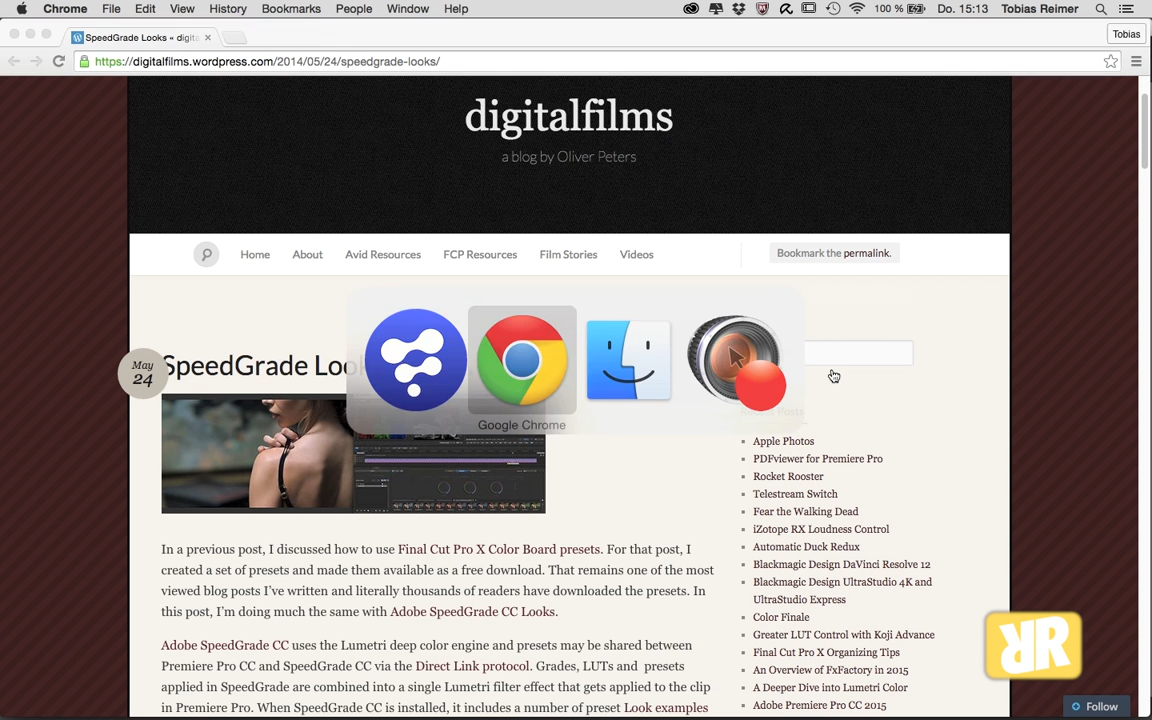 Chrome File Edit View History Bookmarks People Window Help 100 % Do. 15:13 Tobias Reimer
SpeedGrade Looks « digita
Tobias
https://digitalfilms.wordpress.com/2014/05/24/speedgrade-looks/
digitalfilms
a blog by Oliver Peters
Home About Avid Resources FCP Resources Film Stories Videos
Bookmark the permalink.
May
24
SpeedGrade Loo
Google Chrome
Posts
Apple Photos
PDFviewer for Premiere Pro
Rocket Rooster
Telestream Switch
Fear the Walking Dead
iZotope RX Loudness Control
Automatic Duck Redux
Blackmagic Design DaVinci Resolve 12
Blackmagic Design UltraStudio 4K and
UltraStudio Express
Color Finale
Greater LUT Control with Koji Advance
Final Cut Pro X Organizing Tips
An Overview of FxFactory in 2015
A Deeper Dive into Lumetri Color
Adobe Premiere Pro CC 2015
In a previous post, I discussed how to use Final Cut Pro X Color Board presets. For that post, I
created a set of presets and made them available as a free download. That remains one of the most
viewed blog posts I've written and literally thousands of readers have downloaded the presets. In
this post, I'm doing much the same with Adobe SpeedGrade CC Looks.
Adobe SpeedGrade CC uses the Lumetri deep color engine and presets may be shared between
Premiere Pro CC and SpeedGrade CC via the Direct Link protocol. Grades, LUTs and presets
applied in SpeedGrade are combined into a single Lumetri filter effect that gets applied to the clip
in Premiere Pro. When SpeedGrade CC is installed, it includes a number of preset Look examples
RR
Follow